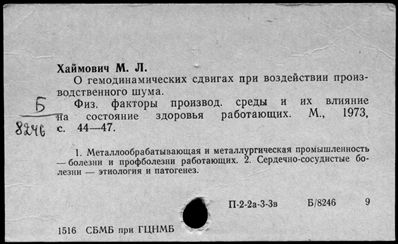 Хаймович М. Л.
О гемодинамических сдвигах при воздействии произ-
водственного шума.
Физ. факторы производ. среды и их влияние
на состояние здоровья работающих. М., 1973,
с. 44—47.
Б
8246
1. Металлообрабатывающая и металлургическая промышленность
— болезни и профболезни работающих. 2. Сердечно-сосудистые бо-
лезни — этиология и патогенез.
П-2-2а-3-3в Б/8246 9
1516 СБМБ при ГЦНМБ